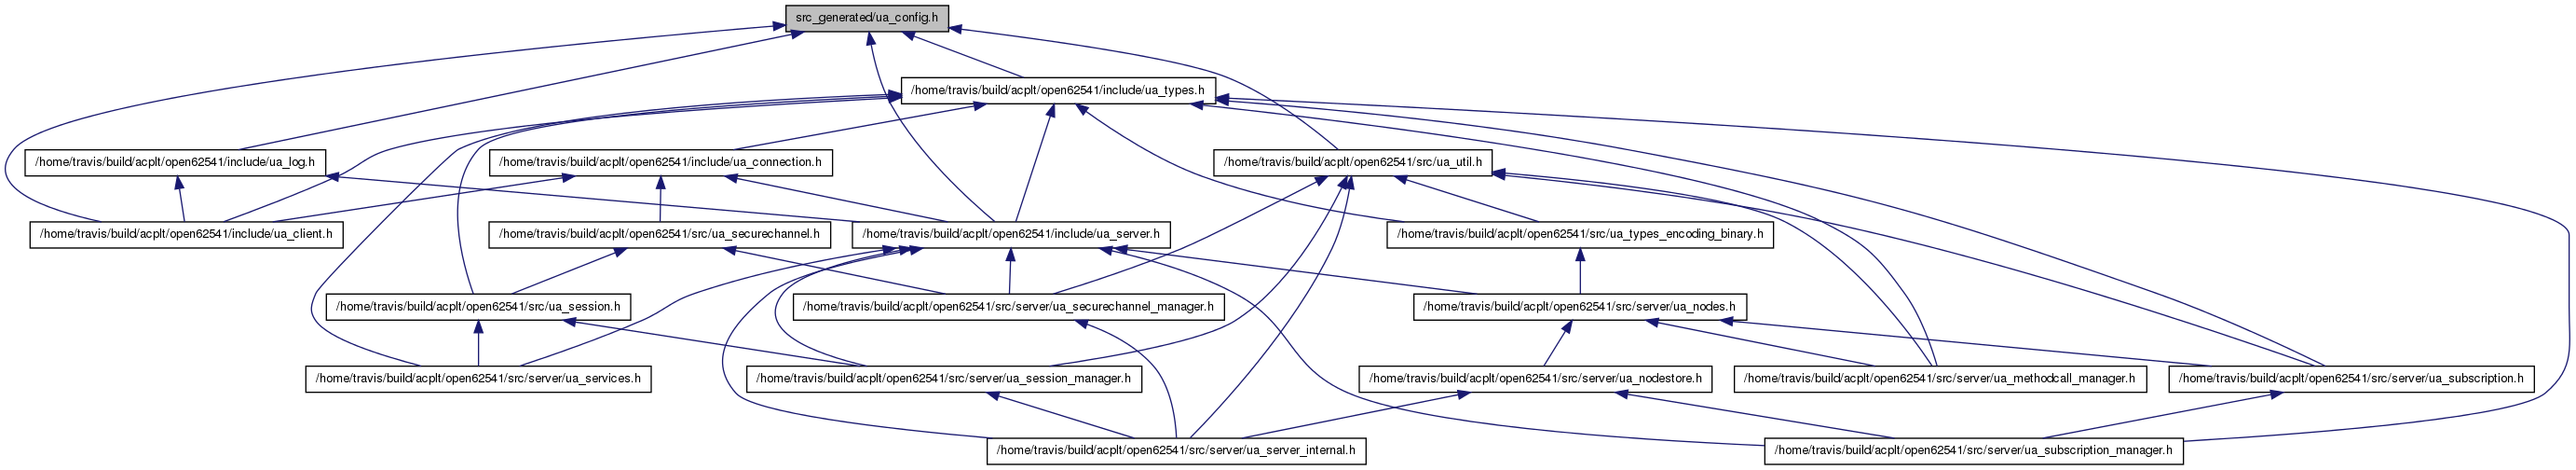 src_generated/ua_config.h
/home/travis/build/acplt/open62541/include/ua_types.h
/home/travis/build/acplt/open62541/include/ua_log.h
/home/travis/build/acplt/open62541/include/ua_connection.h
/home/travis/build/acplt/open62541/src/ua_util.h
/home/travis/build/acplt/open62541/include/ua_client.h
/home/travis/build/acplt/open62541/src/ua_securechannel.h
/home/travis/build/acplt/open62541/include/ua_server.h
/home/travis/build/acplt/open62541/src/ua_types_encoding_binary.h
/home/travis/build/acplt/open62541/src/ua_session.h
/home/travis/build/acplt/open62541/src/server/ua_securechannel_manager.h
/home/travis/build/acplt/open62541/src/server/ua_nodes.h
/home/travis/build/acplt/open62541/src/server/ua_services.h
/home/travis/build/acplt/open62541/src/server/ua_session_manager.h
/home/travis/build/acplt/open62541/src/server/ua_nodestore.h
/home/travis/build/acplt/open62541/src/server/ua_methodcall_manager.h
/home/travis/build/acplt/open62541/src/server/ua_subscription.h
/home/travis/build/acplt/open62541/src/server/ua_server_internal.h
/home/travis/build/acplt/open62541/src/server/ua_subscription_manager.h